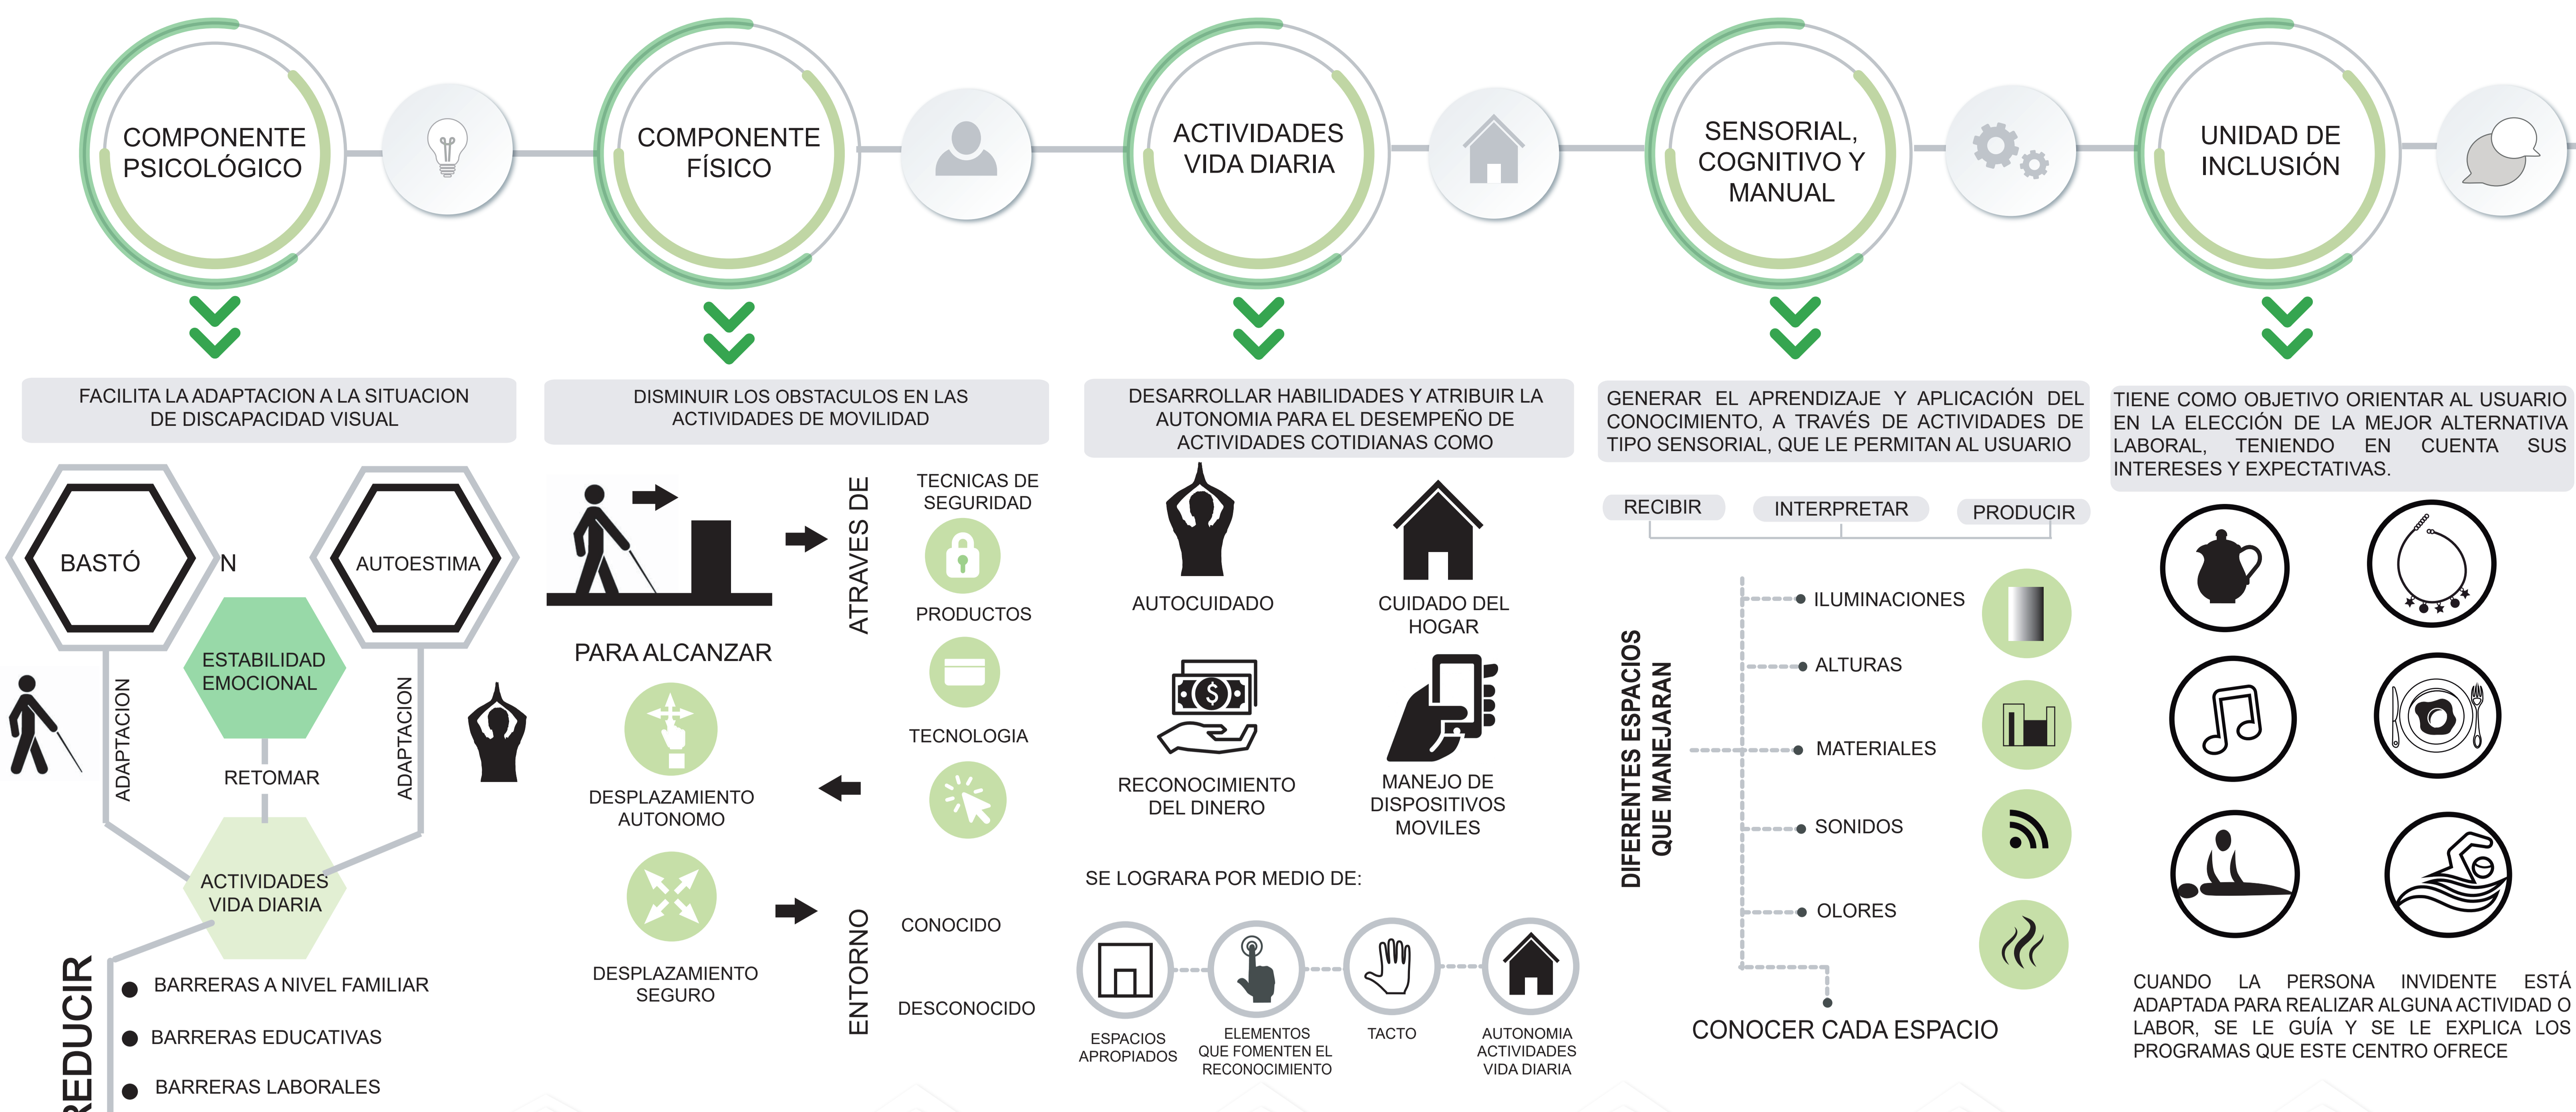 COMPONENTE
PSICOLÓGICO
COMPONENTE
FÍSICO
ACTIVIDADES
VIDA DIARIA
SENSORIAL,
COGNITIVO Y
MANUAL
UNIDAD DE
INCLUSIÓN
FACILITA LA ADAPTACION A LA SITUACION
DE DISCAPACIDAD VISUAL
BASTÓ N
AUTOESTIMA
ESTABILIDAD
EMOCIONAL
ADAPTACION
ADAPTACION
RETOMAR
ACTIVIDADES
VIDA DIARIA
REDUCIR
BARRERAS A NIVEL FAMILIAR
BARRERAS EDUCATIVAS
BARRERAS LABORALES
DISMINUIR LOS OBSTACULOS EN LAS
ACTIVIDADES DE MOVILIDAD
ATRAVES DE
TECNICAS DE
SEGURIDAD
PRODUCTOS
TECNOLOGIA
PARA ALCANZAR
DESPLAZAMIENTO
AUTONOMO
DESPLAZAMIENTO
SEGURO
ENTORNO
CONOCIDO
DESCONOCIDO
DESARROLLAR HABILIDADES Y ATRIBUIR LA
AUTONOMIA PARA EL DESEMPEÑO DE
ACTIVIDADES COTIDIANAS COMO
AUTOCUIDADO
CUIDADO DEL
HOGAR
$
RECONOCIMIENTO
DEL DINERO
MANEJO DE
DISPOSITIVOS
MOVILES
SE LOGRARA POR MEDIO DE:
ESPACIOS
APROPIADOS
ELEMENTOS
QUE FOMENTEN EL
RECONOCIMIENTO
TACTO
AUTONOMIA
ACTIVIDADES
VIDA DIARIA
GENERAR EL APRENDIZAJE Y APLICACIÓN DEL
CONOCIMIENTO, A TRAVÉS DE ACTIVIDADES DE
TIPO SENSORIAL, QUE LE PERMITAN AL USUARIO
RECIBIR
INTERPRETAR
PRODUCIR
DIFERENTES ESPACIOS
QUE MANEJARAN
ILUMINACIONES
ALTURAS
MATERIALES
SONIDOS
OLORES
CONOCER CADA ESPACIO
TIENE COMO OBJETIVO ORIENTAR AL USUARIO
EN LA ELECCIÓN DE LA MEJOR ALTERNATIVA
LABORAL, TENIENDO EN CUENTA SUS
INTERESES Y EXPECTATIVAS.
CUANDO LA PERSONA INVIDENTE ESTÁ
ADAPTADA PARA REALIZAR ALGUNA ACTIVIDAD O
LABOR, SE LE GUÍA Y SE LE EXPLICA LOS
PROGRAMAS QUE ESTE CENTRO OFRECE